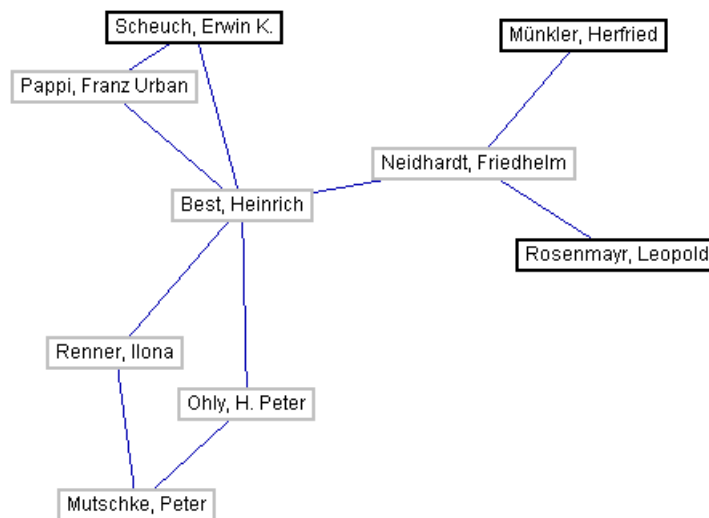 Scheuch, Erwin K.
Münkler, Herfried
Pappi, Franz Urban
Neidhardt, Friedhelm
Best, Heinrich
Rosenmayr, Leopold
Renner, Ilona
Ohly, H. Peter
Mutschke, Peter